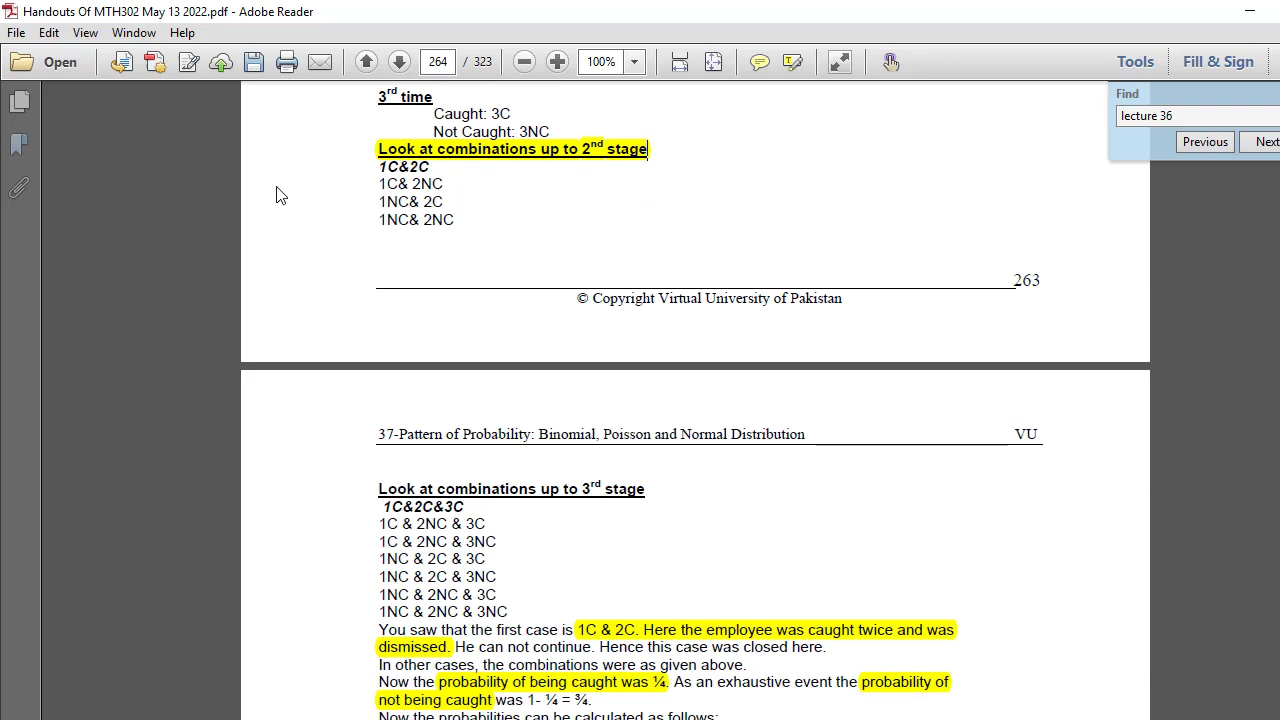 Handouts Of MTH302 May 13 2022.pdf - Adobe Reader
File Edit View Window Help
Open 264 / 323 100% Tools Fill & Sign
Find
lecture 36
Previous Next
3rd time
Caught: 3C
Not Caught: 3NC
Look at combinations up to 2nd stage
1C&2C
1C& 2NC
1NC& 2C
1NC& 2NC
263
© Copyright Virtual University of Pakistan
37-Pattern of Probability: Binomial, Poisson and Normal Distribution VU
Look at combinations up to 3rd stage
1C&2C&3C
1C & 2NC & 3C
1C & 2NC & 3NC
1NC & 2C & 3C
1NC & 2C & 3NC
1NC & 2NC & 3C
1NC & 2NC & 3NC
You saw that the first case is 1C & 2C. Here the employee was caught twice and was
dismissed. He can not continue. Hence this case was closed here.
In other cases, the combinations were as given above.
Now the probability of being caught was ¼. As an exhaustive event the probability of
not being caught was 1- ¼ = ¾.
Now the probabilities can be calculated as follows: